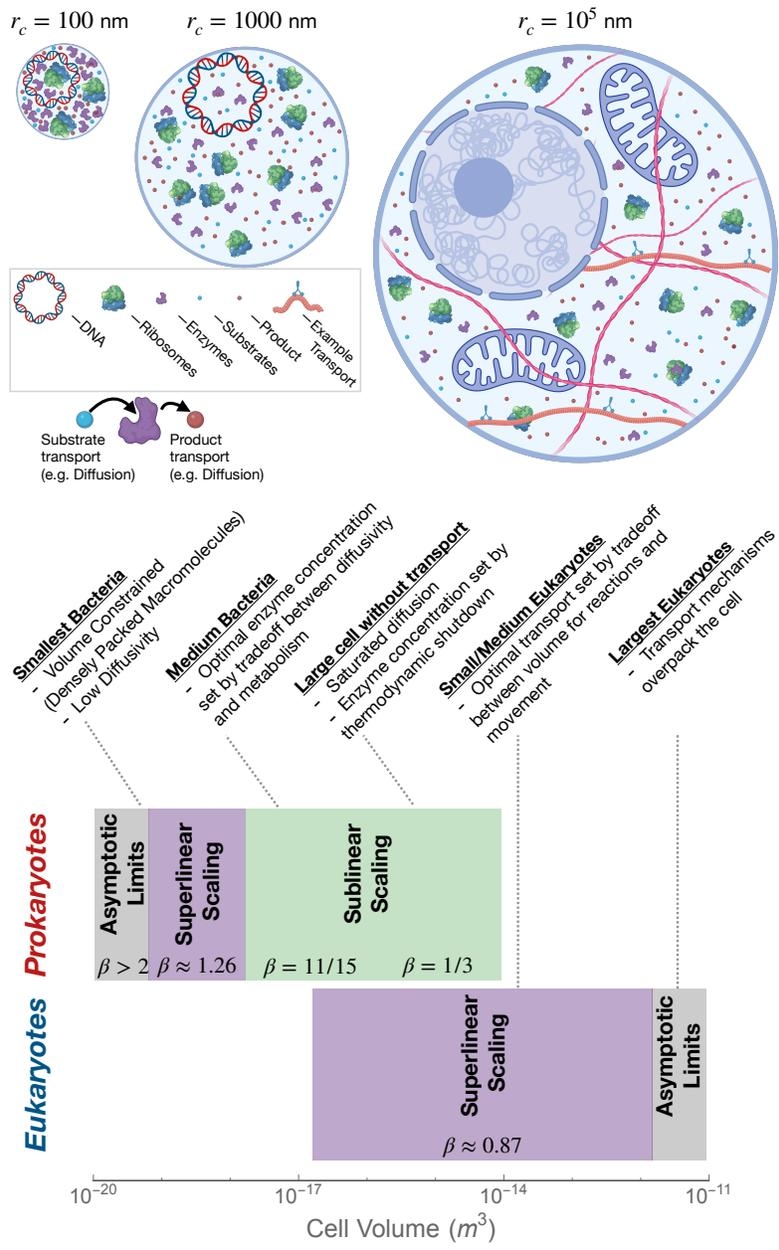 r_c = 100 nm
r_c = 1000 nm
r_c = 10^5 nm
DNA
Ribosomes
Enzymes
Substrates
Product
Example
Transport
Substrate
transport
(e.g. Diffusion)
Product
transport
(e.g. Diffusion)
Smallest Bacteria
- Volume Constrained
(Densely Packed Macromolecules)
- Low Diffusivity
Medium Bacteria
- Optimal enzyme concentration
set by tradeoff between diffusivity
and metabolism
Large cell without transport
- Saturated diffusion
- Enzyme concentration set by
thermodynamic shutdown
Small/Medium Eukaryotes
- Optimal transport set by tradeoff
between volume for reactions and
movement
Largest Eukaryotes
- Transport mechanisms
overpack the cell
Prokaryotes
Asymptotic
Limits
β > 2
Superlinear
Scaling
β ≈ 1.26
Sublinear
Scaling
β = 11/15
β = 1/3
Eukaryotes
Superlinear
Scaling
β ≈ 0.87
Asymptotic
Limits
10^-20
10^-17
10^-14
10^-11
Cell Volume (m^3)